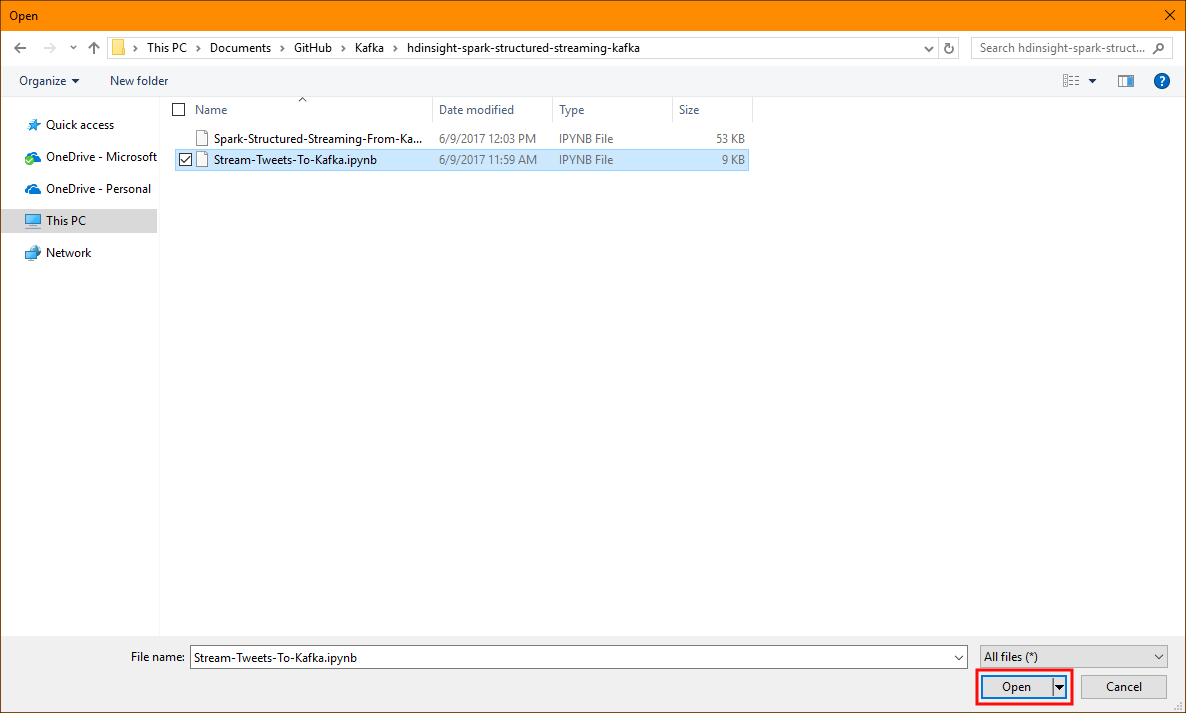 Open
This PC > Documents > GitHub > Kafka > hdinsight-spark-structured-streaming-kafka
Search hdinsight-spark-struct...
Organize New folder
Name Date modified Type Size
Quick access
OneDrive - Microsoft
OneDrive - Personal
This PC
Network
Spark-Structured-Streaming-From-Ka... 6/9/2017 12:03 PM IPYNB File 53 KB
Stream-Tweets-To-Kafka.ipynb 6/9/2017 11:59 AM IPYNB File 9 KB
File name: Stream-Tweets-To-Kafka.ipynb All files (*)
Open Cancel